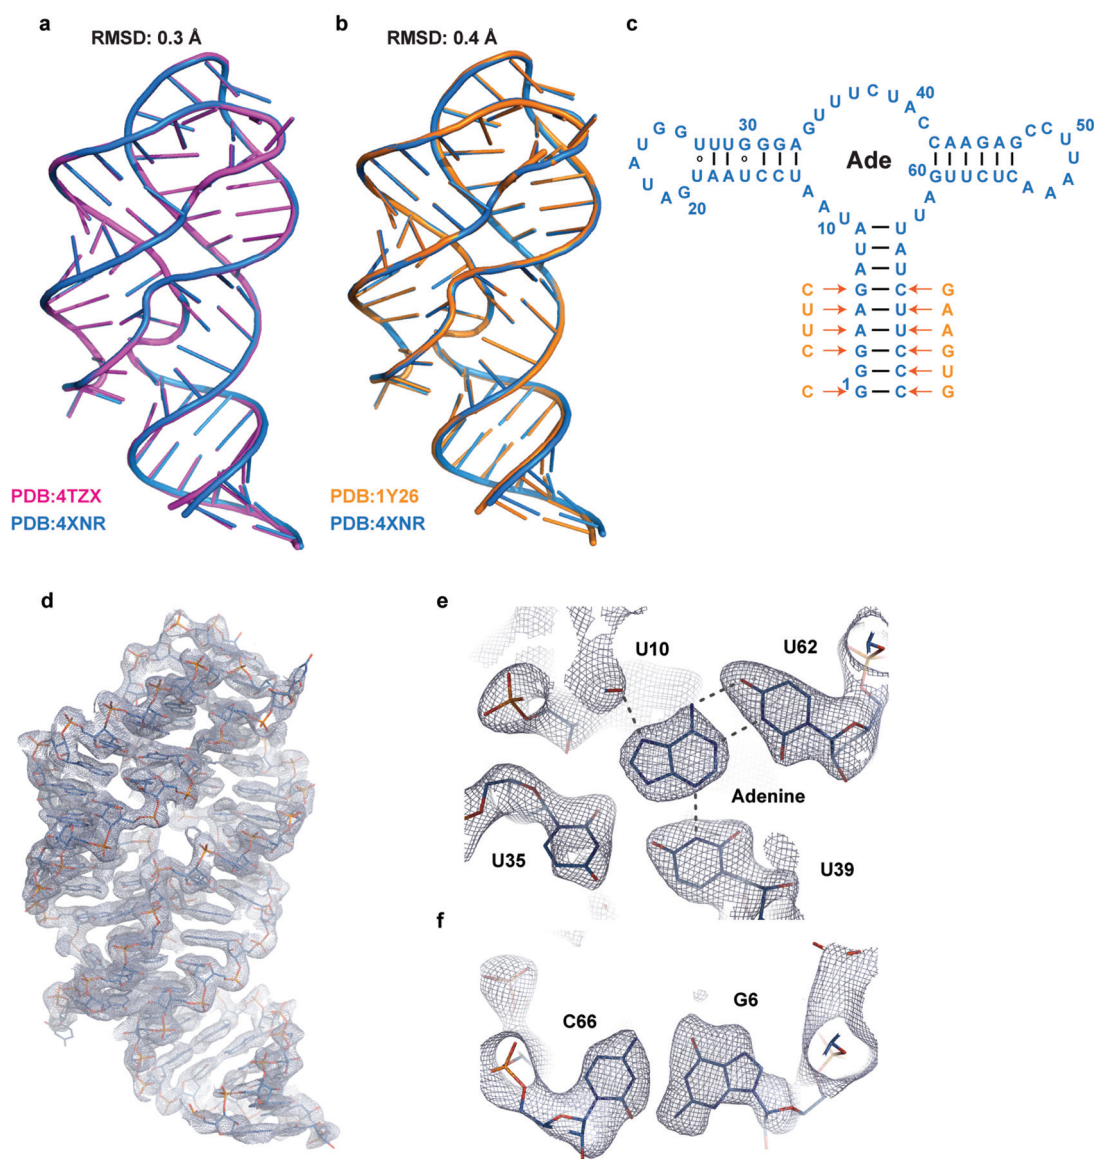 a
RMSD: 0.3 Å
PDB:4TZX
PDB:4XNR
b
RMSD: 0.4 Å
PDB:1Y26
PDB:4XNR
c
G U U U C U A 40 C
U A U G G U U U G G G A
30
A U A G U A A U C C U
20
Ade
C A A G A G C C U
50
U
A
60 G U U C U C A A A
A A U A U A
10
U
U A U
A U A
U A
A U
C G C G
U A U A
U A U A
C G C G
G C U
C 1 G C G
d
e
U10
U62
Adenine
U35
U39
f
C66
G6